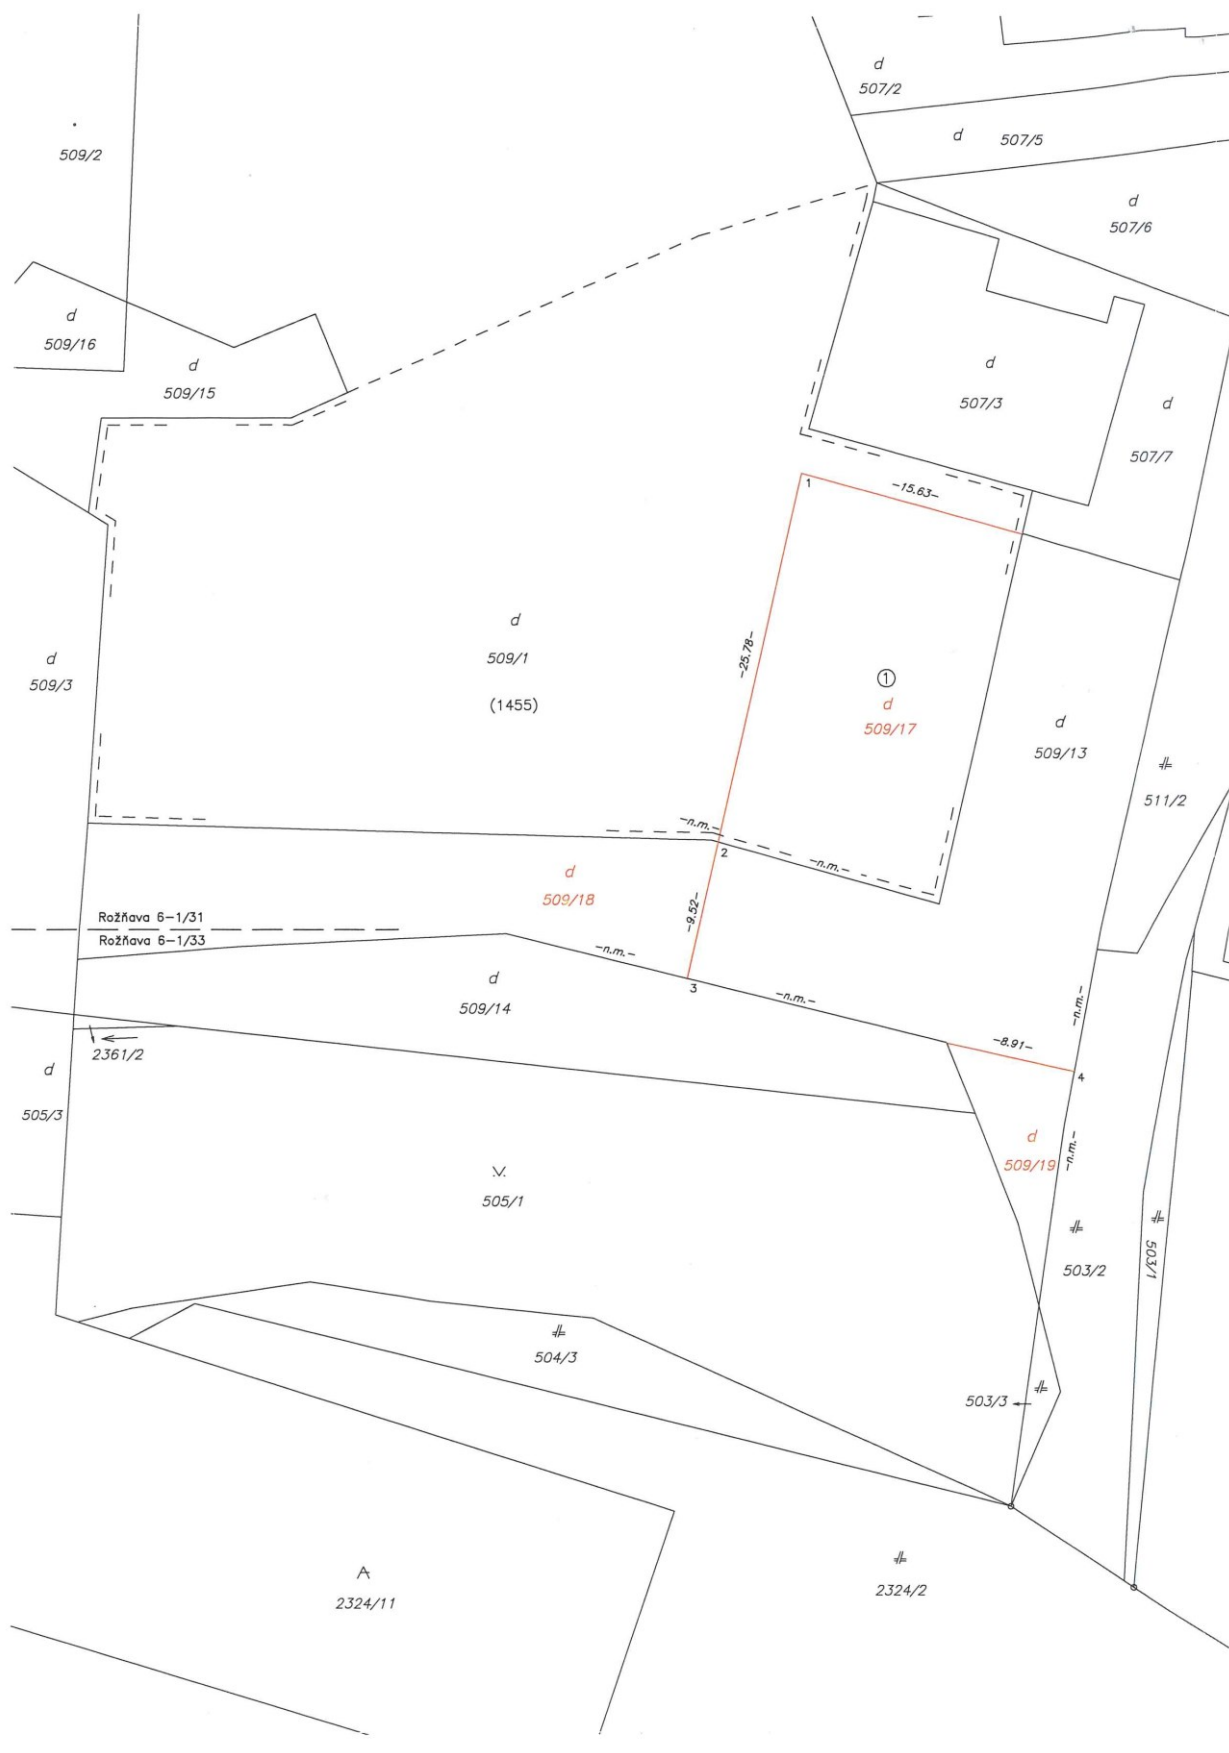 d
507/2
d 507/5
509/2
d
507/6
d
509/16
d
509/15
d
507/3
d
507/7
1
-15.63-
d
509/1
(1455)
-25.78-
d
509/3
1
d
509/17
d
509/13
511/2
-n.m.-
2
-n.m.-
d
509/18
-9.52-
Rožňava 6-1/31
Rožňava 6-1/33
-n.m.-
d
509/14
3
-n.m.-
-n.m.-
-8.91-
4
2361/2
d
505/3
d
509/19
-n.m.-
505/1
503/2
503/1
504/3
503/3
2324/11
2324/2